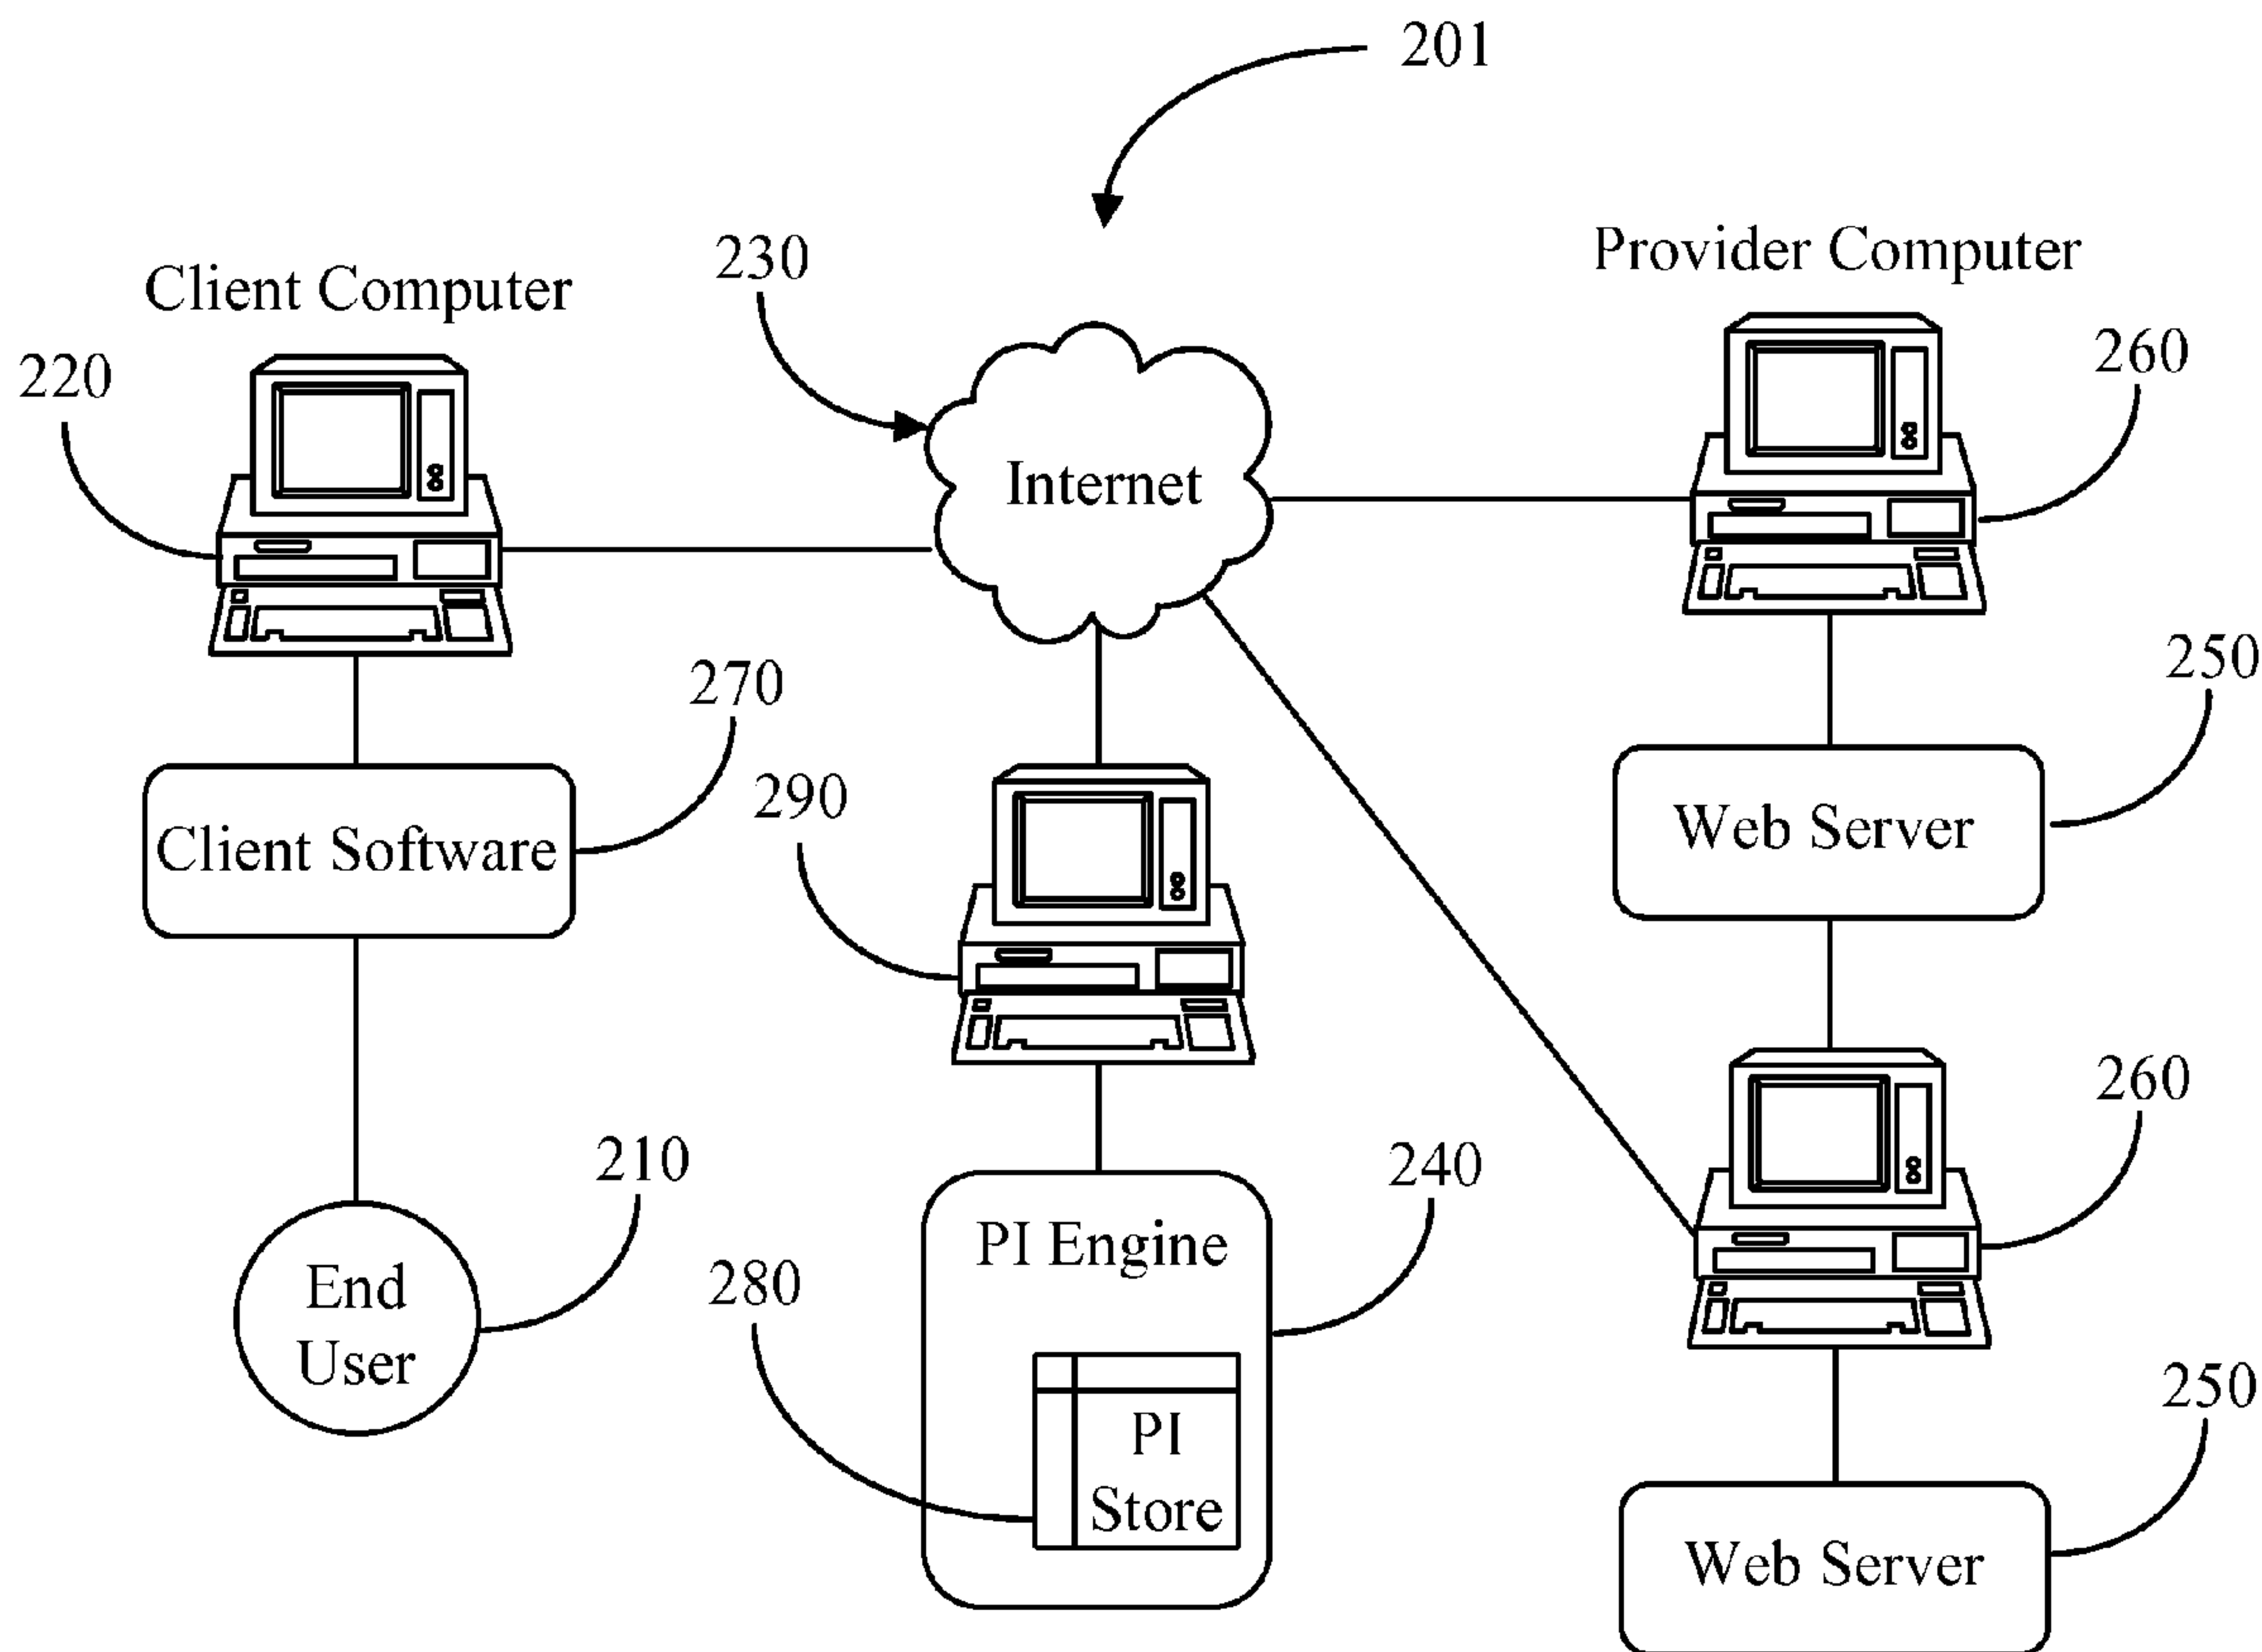 201
230
Provider Computer
Client Computer
260
220
Internet
250
270
290
Web Server
Client Software
260
210
240
PI Engine
280
End
User
250
PI
Store
Web Server